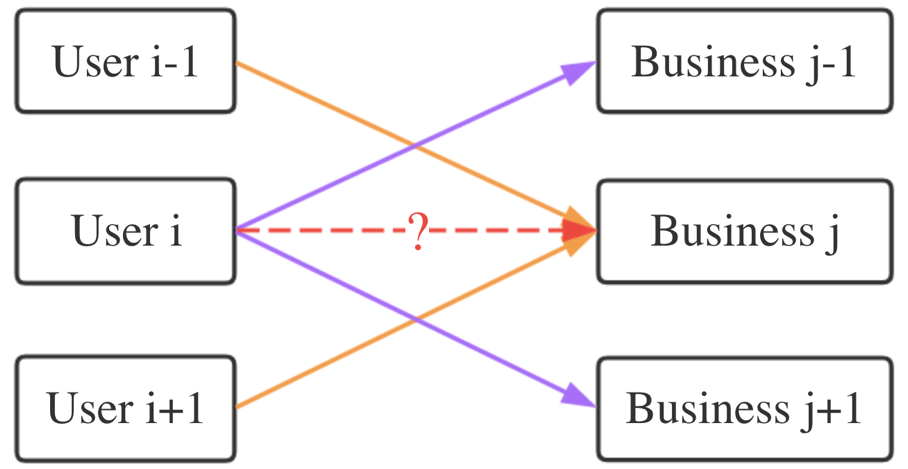 User i-1
Business j-1
User i
?
Business j
User i+1
Business j+1